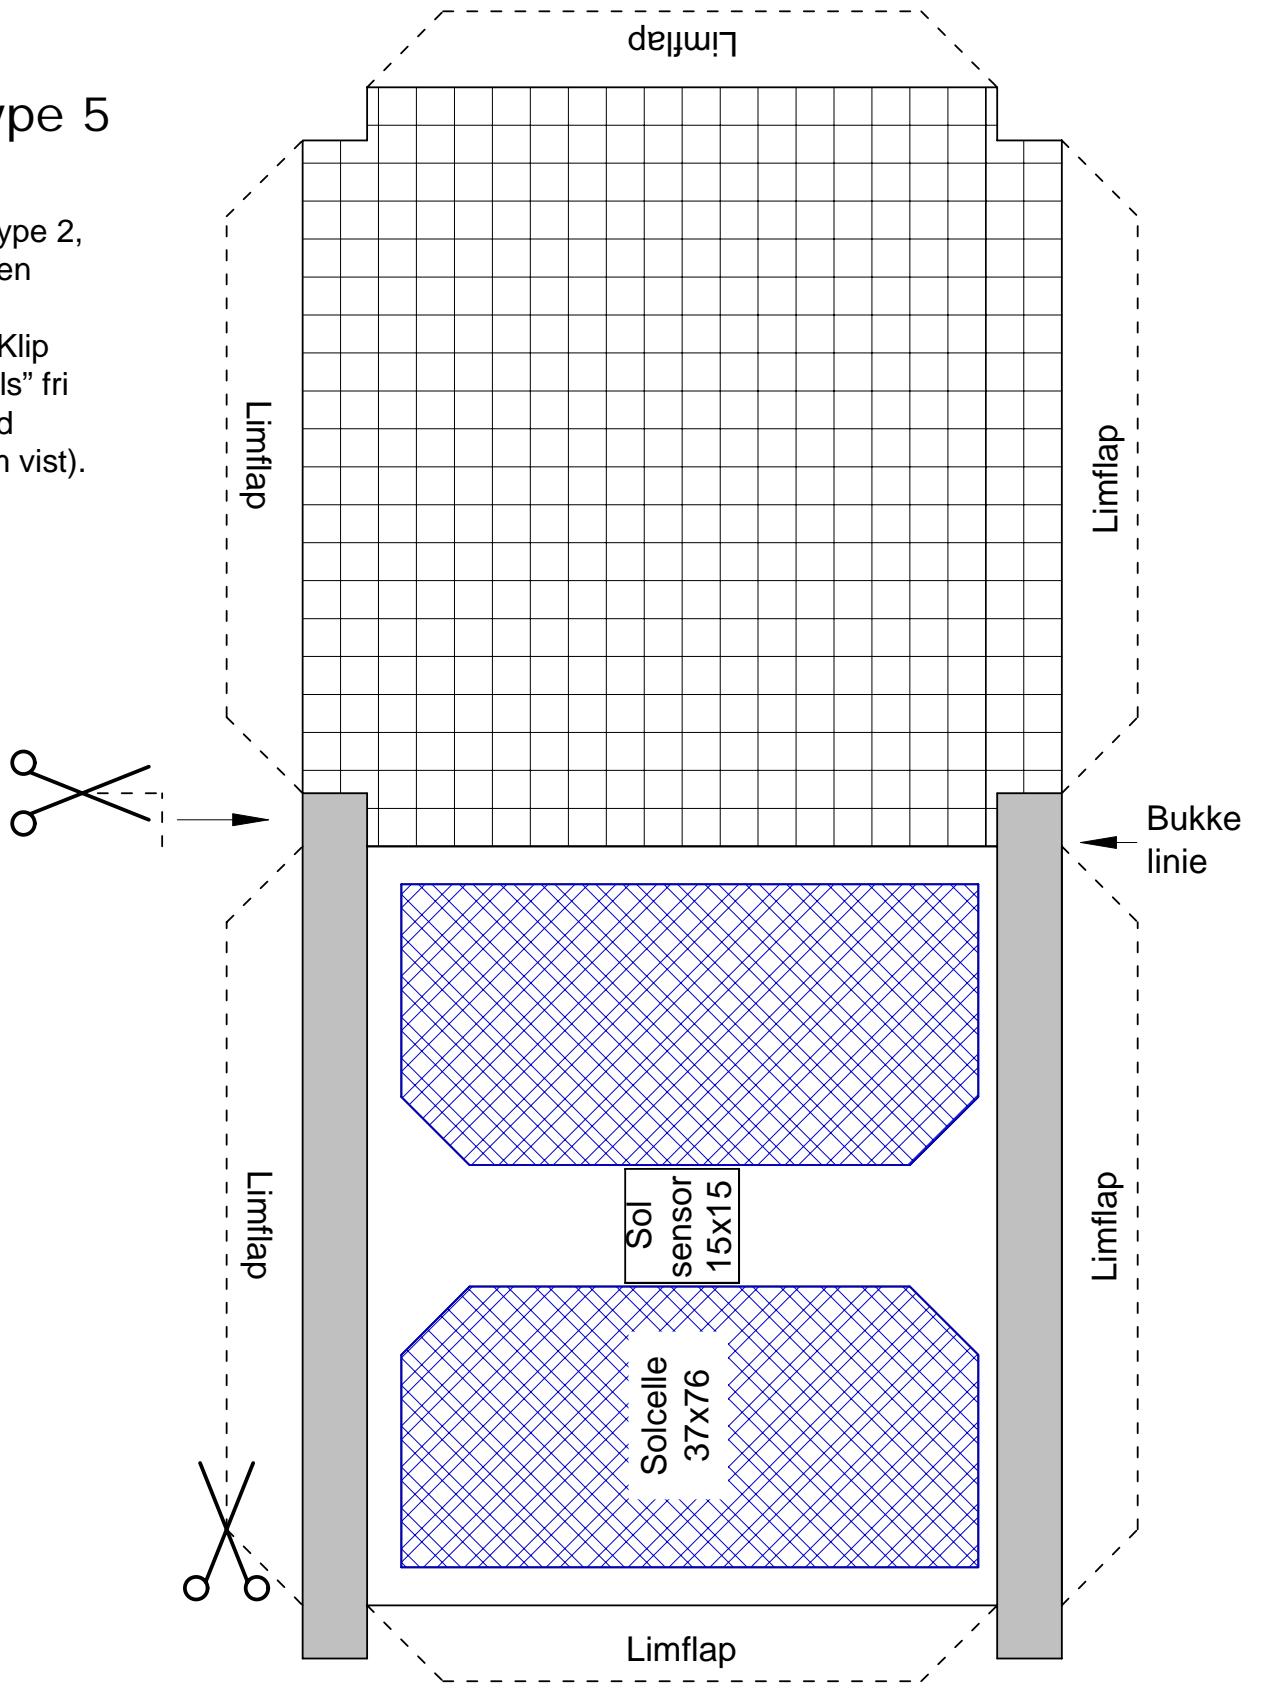 Limflap
ype 5
ype 2,
en
Klip
ls” fri
d
n vist).
Limflap
Limflap
Bukke
linie
Limflap
Sol
sensor
15x15
Limflap
Solcelle
37x76
Limflap